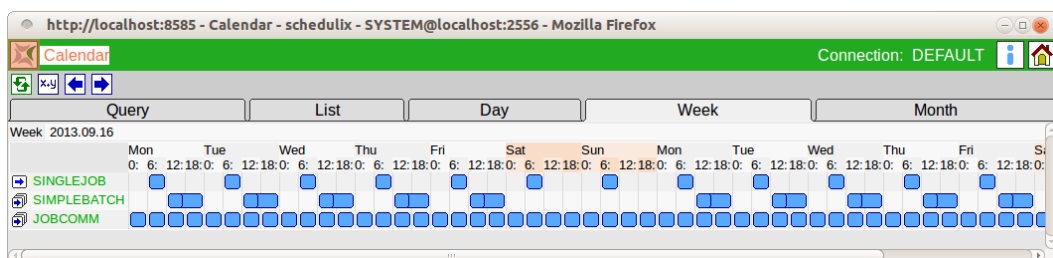 http://localhost:8585 - Calendar - schedulix - SYSTEM@localhost:2556 - Mozilla Firefox
Calendar Connection: DEFAULT
x.y
Query List Day Week Month
Week 2013.09.16
Mon Tue Wed Thu Fri Sat Sun Mon Tue Wed Thu Fri Sa
0: 6: 12:18:0: 6: 12:18:0: 6: 12:18:0: 6: 12:18:0: 6: 12:18:0: 6: 12:18:0: 6: 12:18:0: 6: 12:18:0: 6: 12:18:0: 6: 12:18:0: 6: 12:18:0: 6: 12:18:0:
SINGLEJOB
SIMPLEBATCH
JOBCOMM